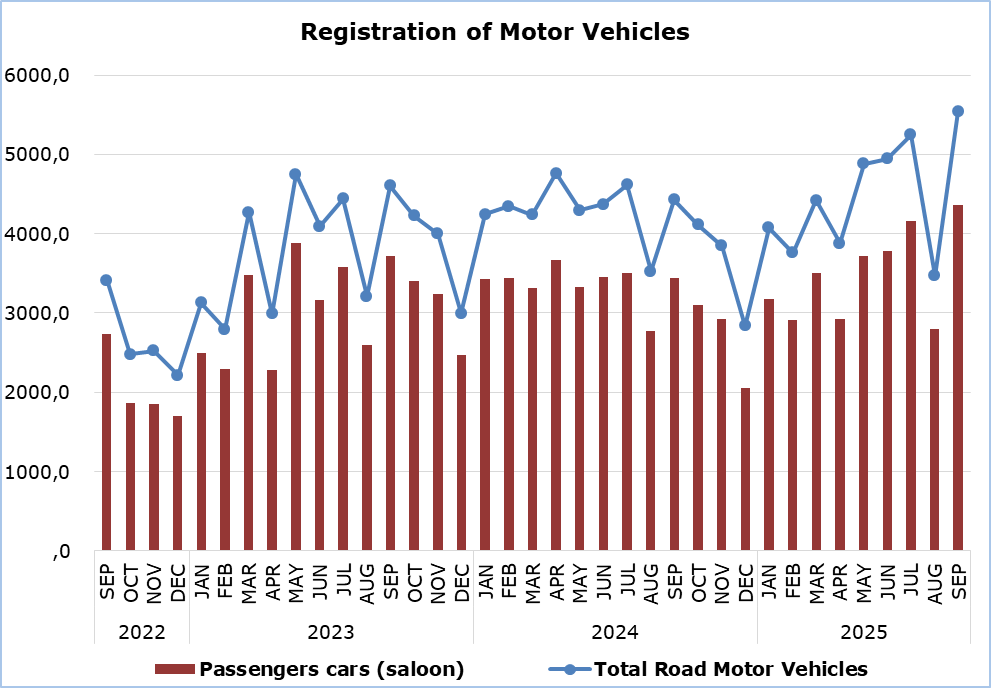 Registration of Motor Vehicles
6000,0
5000,0
4000,0
3000,0
2000,0
1000,0
,0
SEP OCT NOV DEC JAN FEB MAR APR MAY JUN JUL AUG SEP OCT NOV DEC JAN FEB MAR APR MAY JUN JUL AUG SEP OCT NOV DEC JAN FEB MAR APR MAY JUN JUL AUG SEP
2022 2023 2024 2025
Passengers cars (saloon) Total Road Motor Vehicles